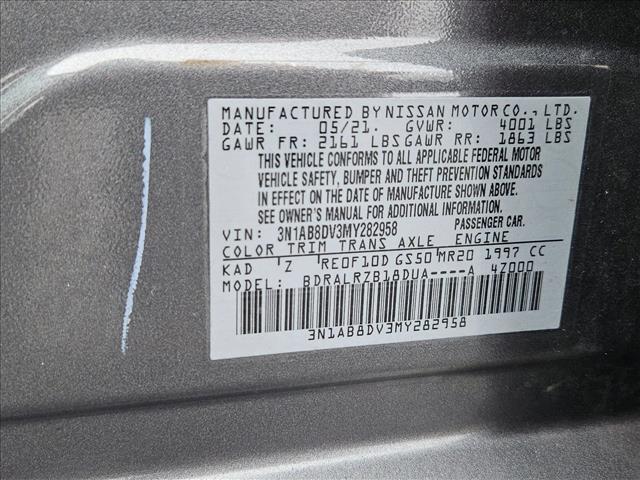 MANUFACTURED BY NISSAN MOTOR CO., LTD.
DATE: 05/21. GVWR: 4001 LBS
GAWR FR: 2161 LBS GAWR RR: 1863 LBS
THIS VEHICLE CONFORMS TO ALL APPLICABLE FEDERAL MOTOR
VEHICLE SAFETY, BUMPER AND THEFT PREVENTION STANDARDS
IN EFFECT ON THE DATE OF MANUFACTURE SHOWN ABOVE.
SEE OWNER'S MANUAL FOR ADDITIONAL INFORMATION.
VIN: 3N1AB8DV3MY282958 PASSENGER CAR.
COLOR TRIM TRANS AXLE ENGINE
KAD Z RE0F10D GS50 MR20 1997 CC
MODEL: BDRALRZB18DUA----A 4Z000
3N1AB8DV3MY282958